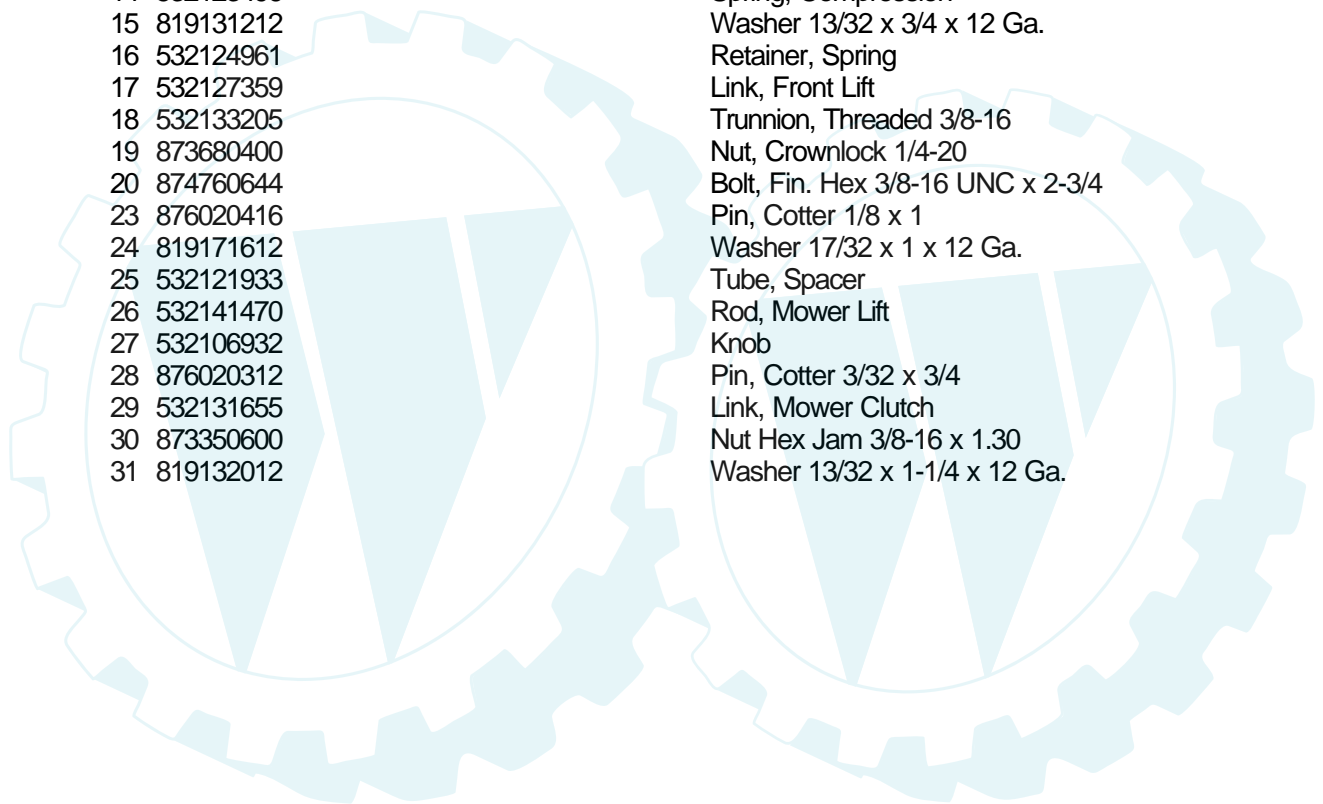 15 819131212 Washer 13/32 x 3/4 x 12 Ga.
16 532124961 Retainer, Spring
17 532127359 Link, Front Lift
18 532133205 Trunnion, Threaded 3/8-16
19 873680400 Nut, Crownlock 1/4-20
20 874760644 Bolt, Fin. Hex 3/8-16 UNC x 2-3/4
23 876020416 Pin, Cotter 1/8 x 1
24 819171612 Washer 17/32 x 1 x 12 Ga.
25 532121933 Tube, Spacer
26 532141470 Rod, Mower Lift
27 532106932 Knob
28 876020312 Pin, Cotter 3/32 x 3/4
29 532131655 Link, Mower Clutch
30 873350600 Nut Hex Jam 3/8-16 x 1.30
31 819132012 Washer 13/32 x 1-1/4 x 12 Ga.